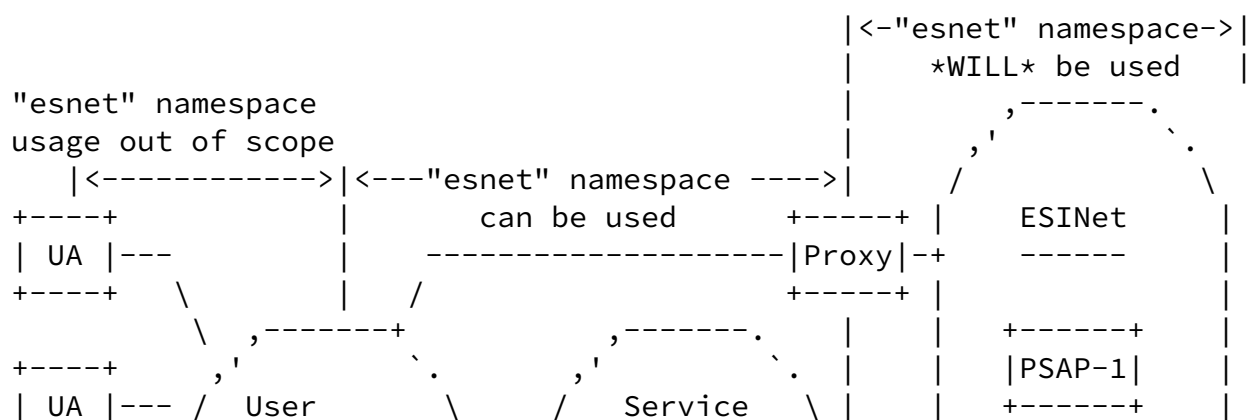 |<-"esnet" namespace->|
                                             |    *WILL* be used   |
"esnet" namespace                            |         ,-------.
usage out of scope                           |       ,'         `.
   |<------------>|<---"esnet" namespace ---->|      /             \
+----+            |       can be used     +-----+ |    ESINet      |
| UA |---         |    -------------------|Proxy|-+    ------      |
+----+   \        |   /                   +-----+ |                |
          \  ,-------+            ,-------.   |    |   +------+     |
+----+     ,'         `.        ,'         `. |    |   |PSAP-1|     |
| UA |--- /  User       \      /   Service   \|    |   +------+     |